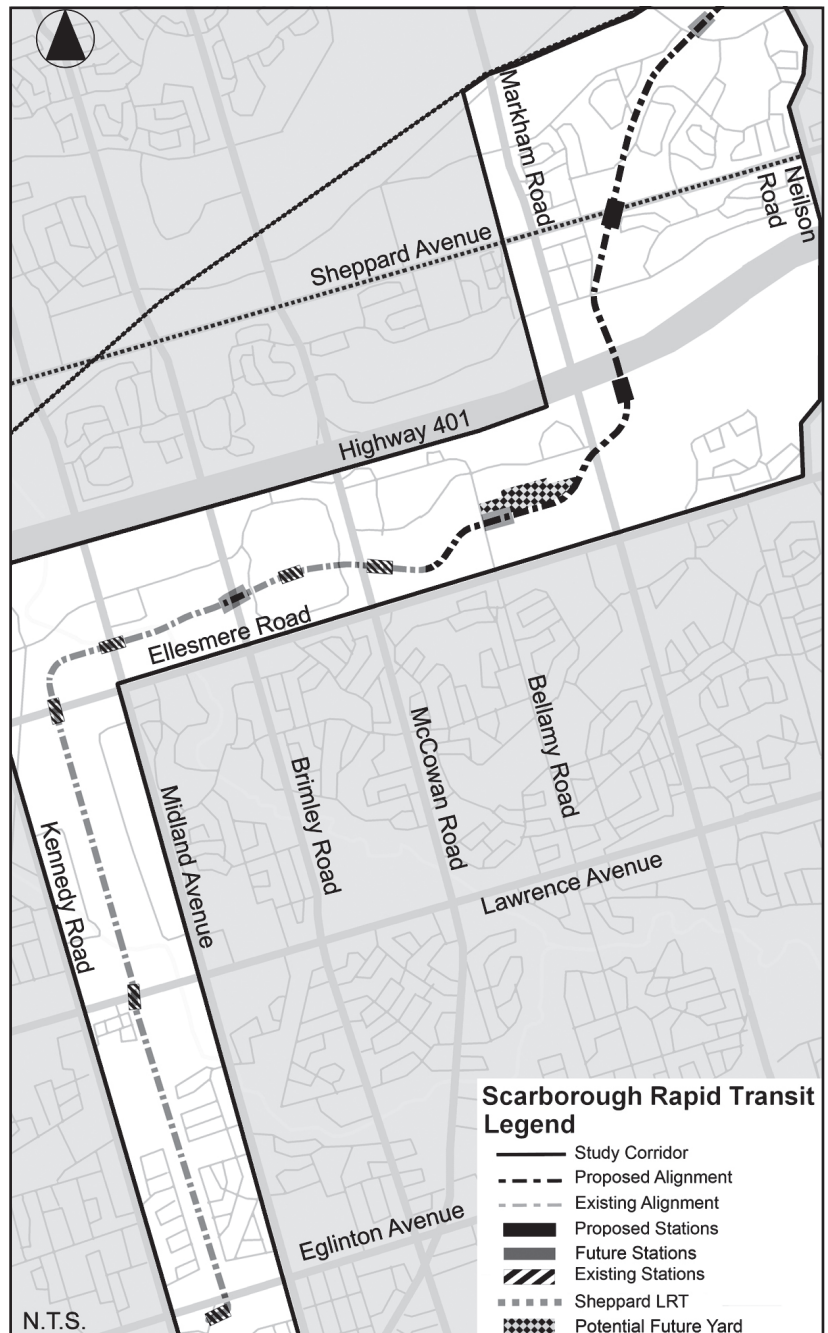 Markham Road
Neilson
Road
Sheppard Avenue
Highway 401
Ellesmere Road
Bellamy Road
McCowan Road
Brimley Road
Midland Avenue
Kennedy Road
Lawrence Avenue
Eglinton Avenue
Scarborough Rapid Transit
Legend
Study Corridor
Proposed Alignment
Existing Alignment
Proposed Stations
Future Stations
Existing Stations
Sheppard LRT
Potential Future Yard
N.T.S.